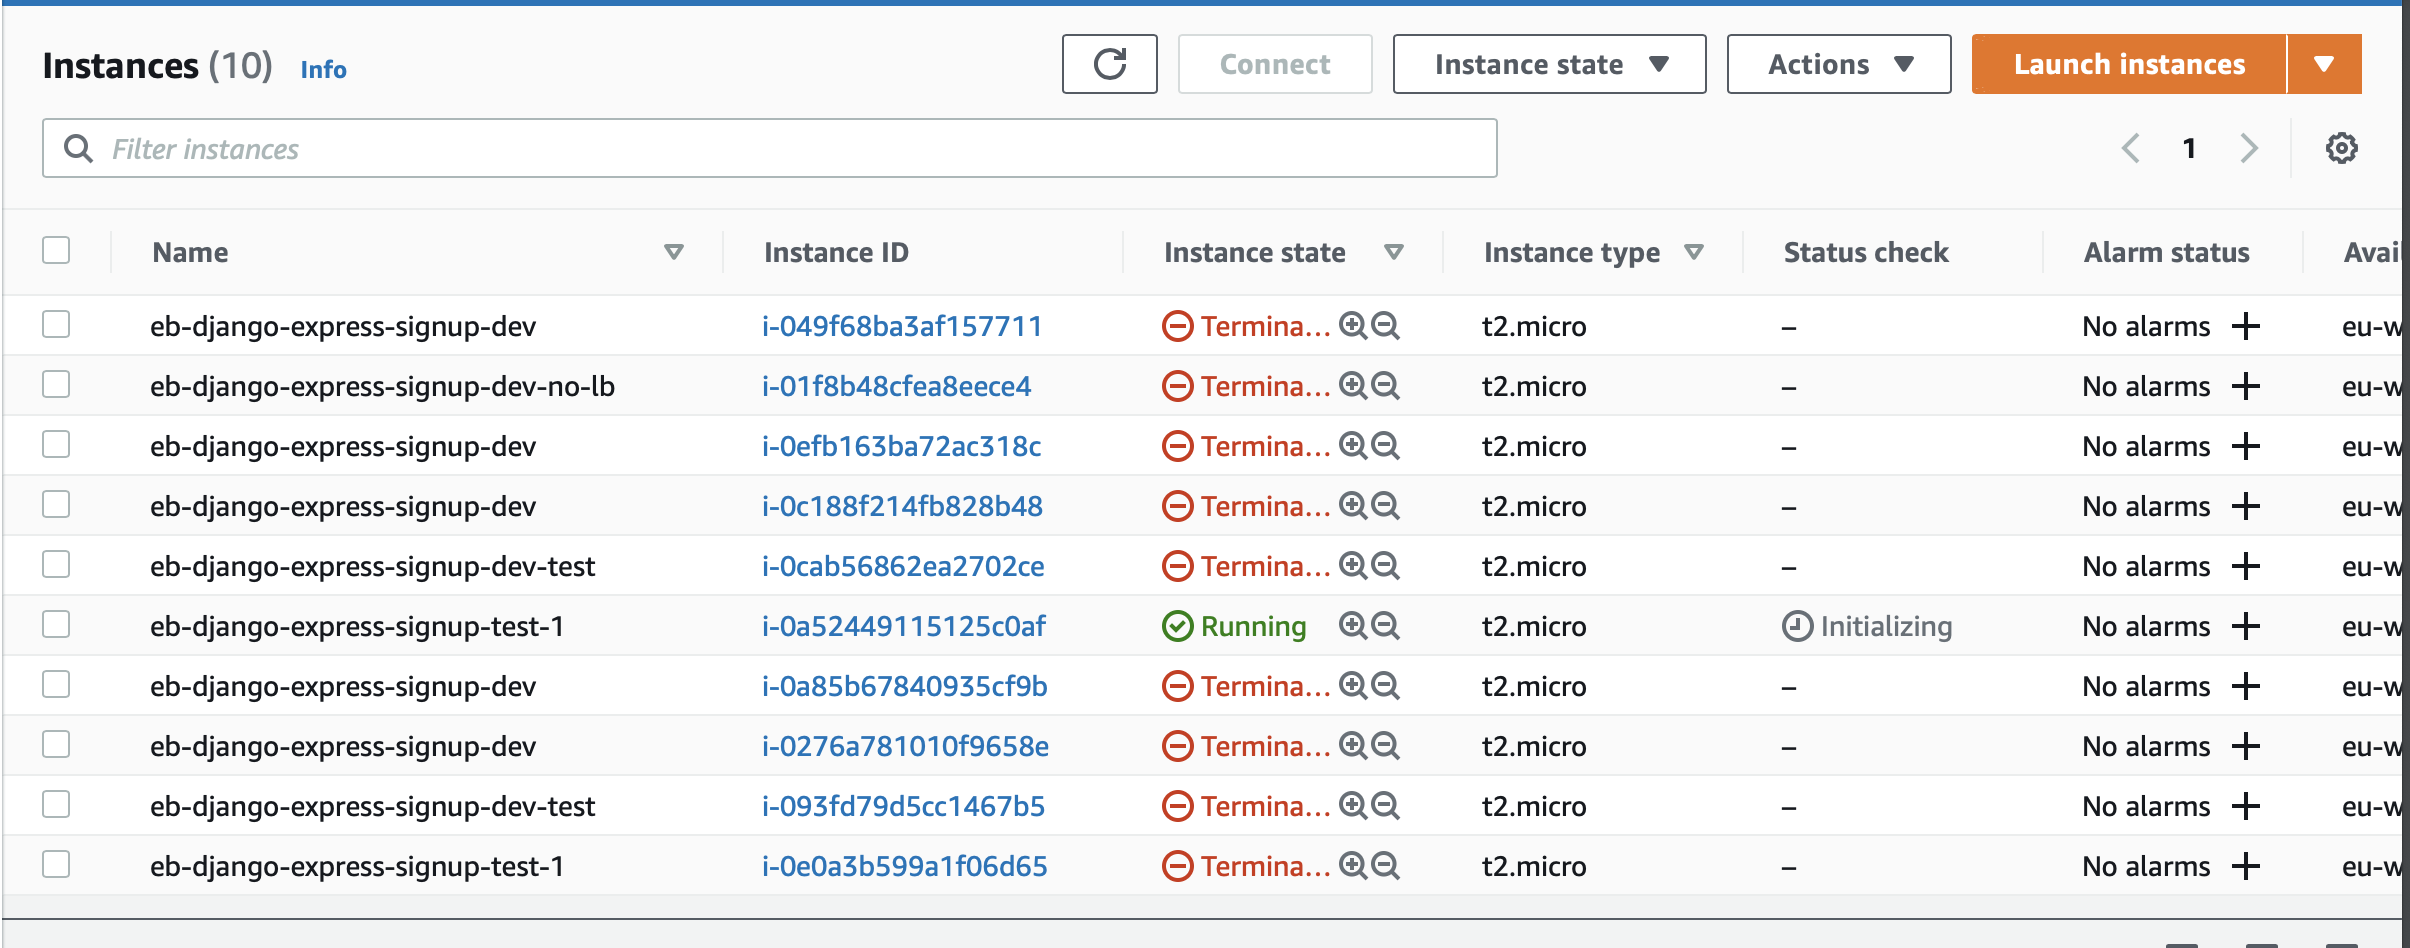 Instances (10) Info Connect Instance state Actions Launch instances
Filter instances 1
Name Instance ID Instance state Instance type Status check Alarm status Avai
eb-django-express-signup-dev i-049f68ba3af157711 Termina... t2.micro – No alarms + eu-w
eb-django-express-signup-dev-no-lb i-01f8b48cfea8eece4 Termina... t2.micro – No alarms + eu-w
eb-django-express-signup-dev i-0efb163ba72ac318c Termina... t2.micro – No alarms + eu-w
eb-django-express-signup-dev i-0c188f214fb828b48 Termina... t2.micro – No alarms + eu-w
eb-django-express-signup-dev-test i-0cab56862ea2702ce Termina... t2.micro – No alarms + eu-w
eb-django-express-signup-test-1 i-0a52449115125c0af Running t2.micro Initializing No alarms + eu-w
eb-django-express-signup-dev i-0a85b67840935cf9b Termina... t2.micro – No alarms + eu-w
eb-django-express-signup-dev i-0276a781010f9658e Termina... t2.micro – No alarms + eu-w
eb-django-express-signup-dev-test i-093fd79d5cc1467b5 Termina... t2.micro – No alarms + eu-w
eb-django-express-signup-test-1 i-0e0a3b599a1f06d65 Termina... t2.micro – No alarms + eu-w